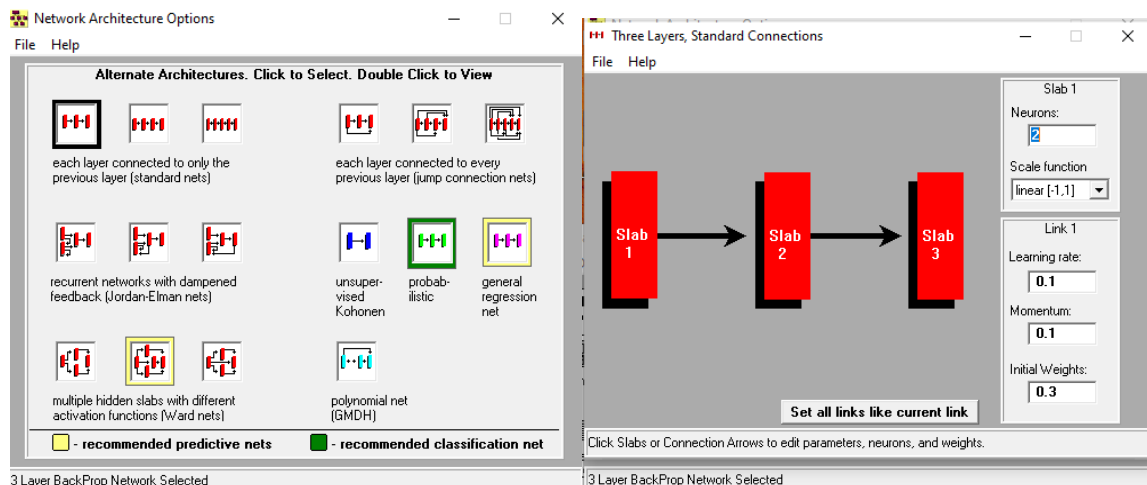 Network Architecture Options
File Help
Alternate Architectures. Click to Select. Double Click to View
each layer connected to only the
previous layer (standard nets)
each layer connected to every
previous layer (jump connection nets)
recurrent networks with dampened
feedback (Jordan-Elman nets)
unsuper-
vised
Kohonen
probab-
ilistic
general
regression
net
multiple hidden slabs with different
activation functions (Ward nets)
polynomial net
(GMDH)
- recommended predictive nets
- recommended classification net
3 Layer BackProp Network Selected
Three Layers, Standard Connections
File Help
Slab
1
Slab
2
Slab
3
Slab 1
Neurons:
2
Scale function
linear [-1,1]
Link 1
Learning rate:
0.1
Momentum:
0.1
Initial Weights:
0.3
Set all links like current link
Click Slabs or Connection Arrows to edit parameters, neurons, and weights.
3 Layer BackProp Network Selected